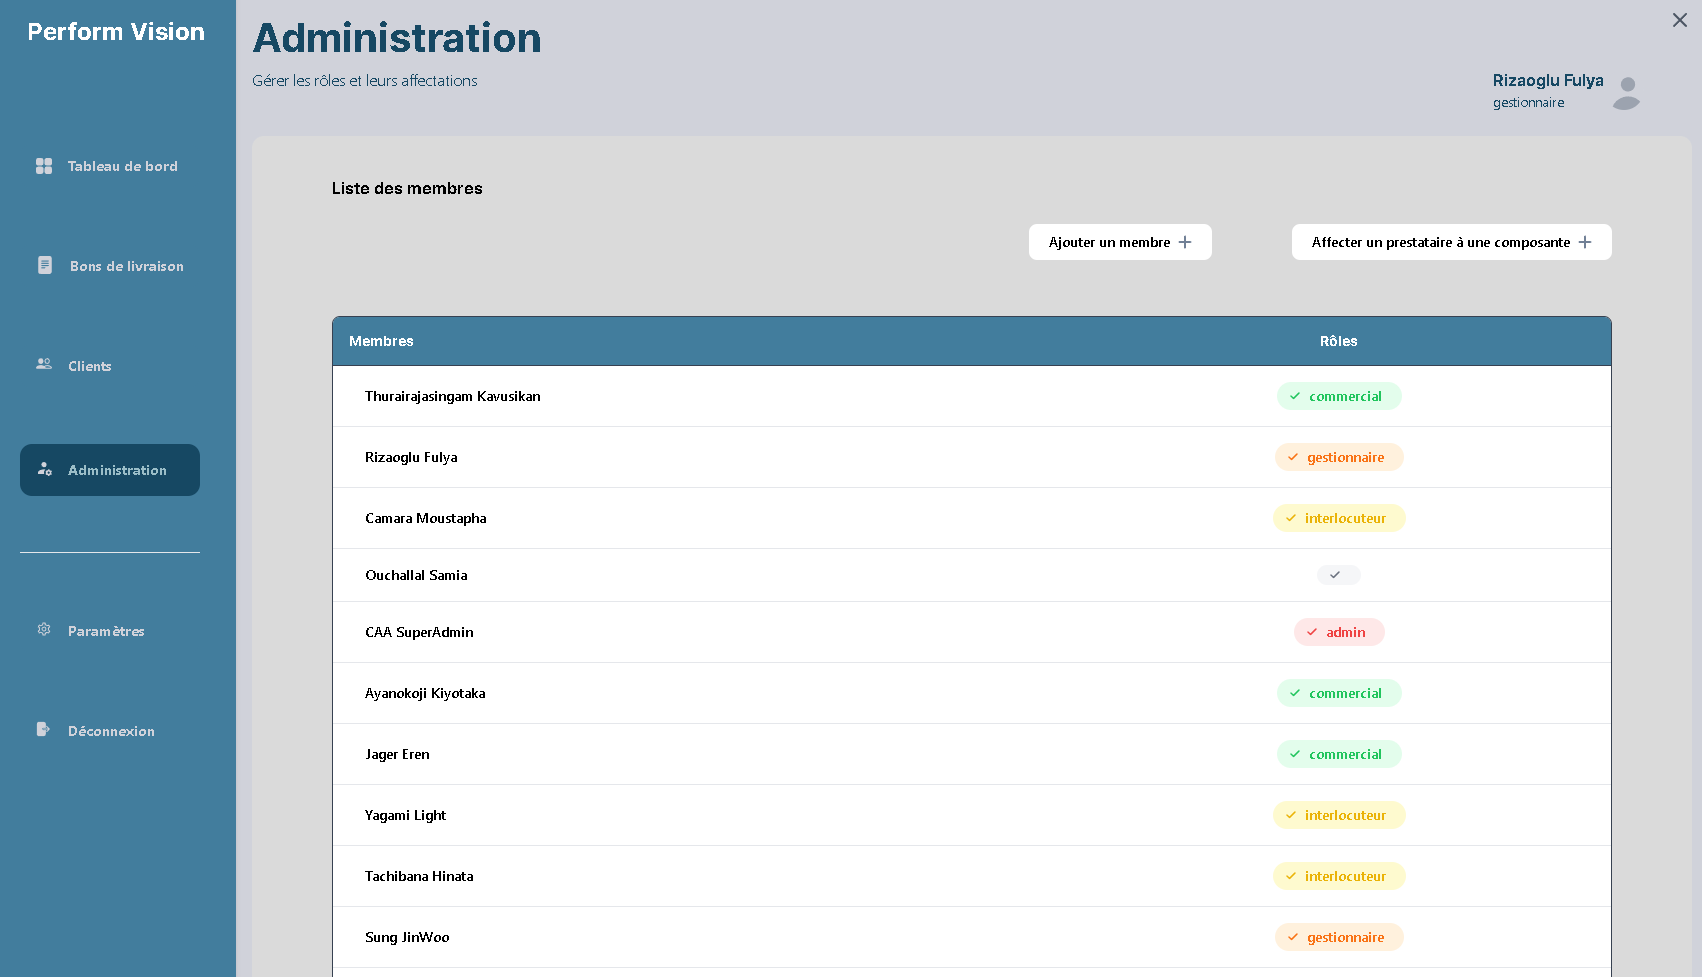 Perform Vision
Tableau de bord
Bons de livraison
Clients
Administration
Paramètres
Déconnexion
Administration
Gérer les rôles et leurs affectations
Rizaoglu Fulya
gestionnaire
Liste des membres
Ajouter un membre
Affecter un prestataire à une composante
Membres Rôles
Thurairajasingam Kavusikan commercial
Rizaoglu Fulya gestionnaire
Camara Moustapha interlocuteur
Ouchallal Samia
CAA SuperAdmin admin
Ayanokoji Kiyotaka commercial
Jager Eren commercial
Yagami Light interlocuteur
Tachibana Hinata interlocuteur
Sung JinWoo gestionnaire